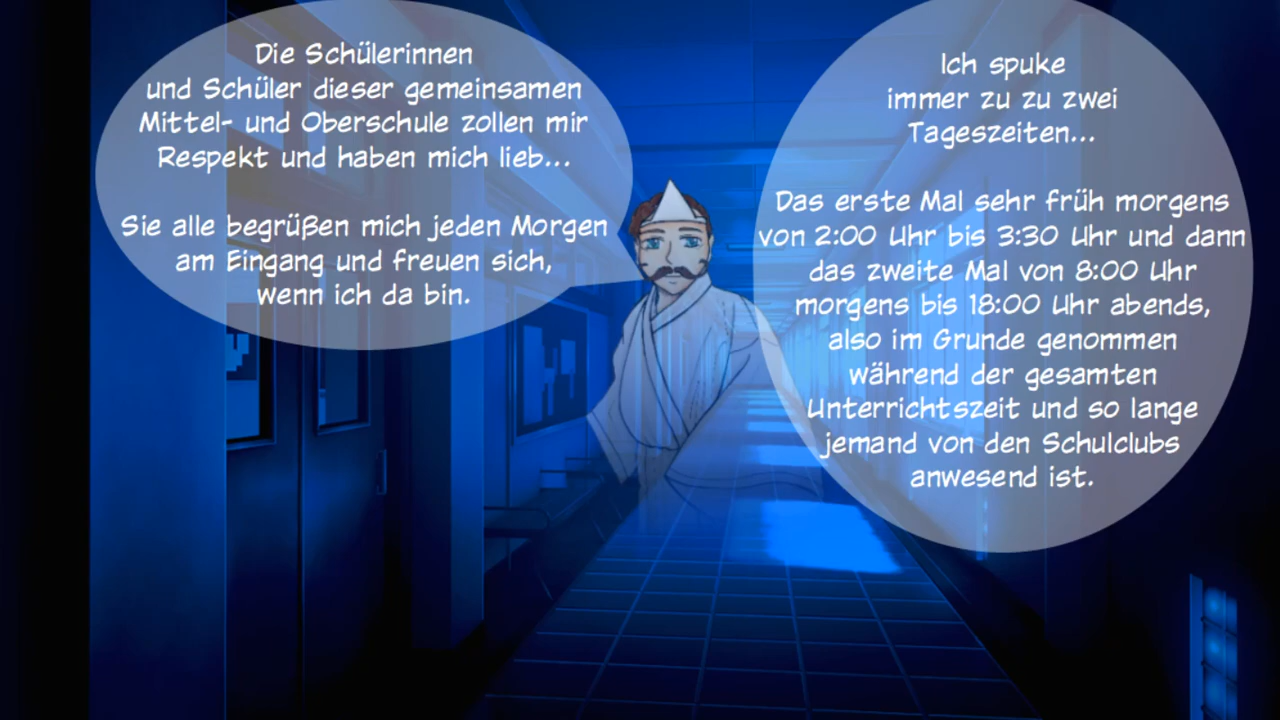 Die Schülerinnen
und Schüler dieser gemeinsamen
Mittel- und Oberschule zollen mir
Respekt und haben mich lieb...
Sie alle begrüßen mich jeden Morgen
am Eingang und freuen sich,
wenn ich da bin.
Ich spuke
immer zu zu zwei
Tageszeiten...
Das erste Mal sehr früh morgens
von 2:00 Uhr bis 3:30 Uhr und dann
das zweite Mal von 8:00 Uhr
morgens bis 18:00 Uhr abends,
also im Grunde genommen
während der gesamten
Unterrichtszeit und so lange
jemand von den Schulclubs
anwesend ist.